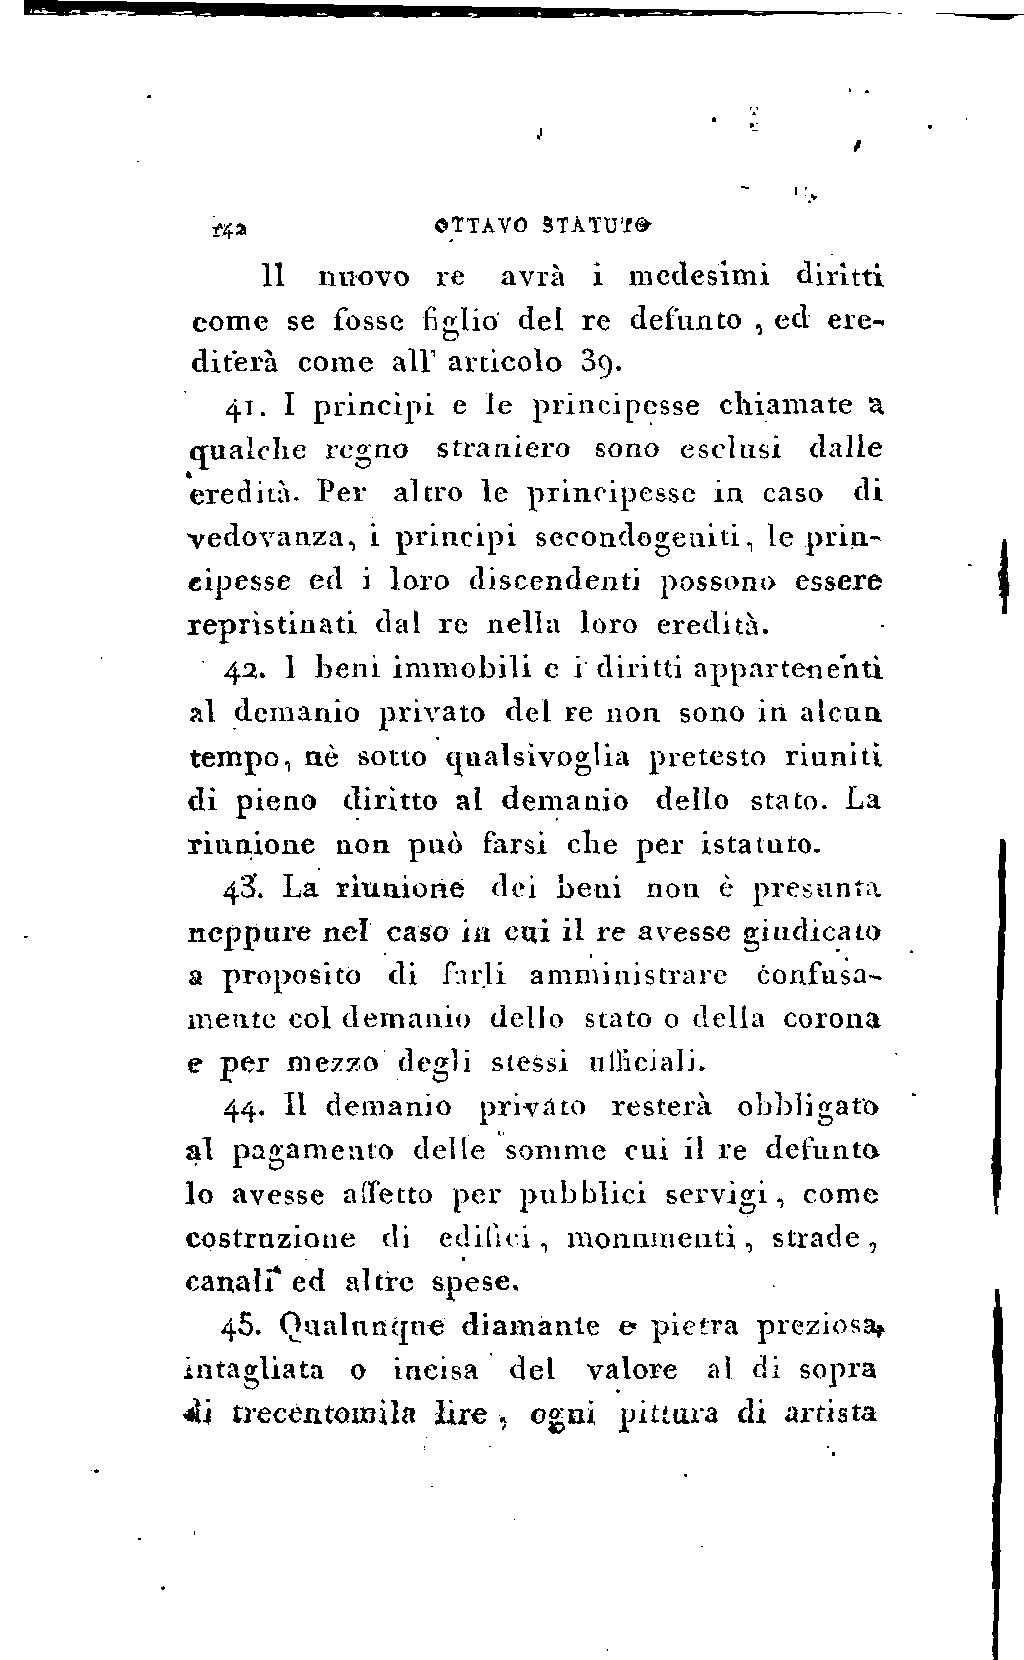 142 OTTAVO STATUTO
Il nuovo re avrà i medesimi diritti
come se fosse figlio del re defunto , ed ere-
diterà come all' articolo 39.
41. I principi e le principesse chiamate a
qualche regno straniero sono esclusi dalle
eredità. Per altro le principesse in caso di
vedovanza, i principi secondogeniti, le prin-
cipesse ed i loro discendenti possono essere
repristinati dal re nella loro eredità.
42. I beni immobili e i diritti appartenenti
al demanio privato del re non sono in alcun
tempo, nè sotto qualsivoglia pretesto riuniti
di pieno diritto al demanio dello stato. La
riunione non può farsi che per istatuto.
43. La riunione dei beni non è presunta
neppure nel caso in cui il re avesse giudicato
a proposito di farli amministrare confusa-
mente col demanio dello stato o della corona
e per mezzo degli stessi ufficiali.
44. Il demanio privato resterà obbligato
al pagamento delle somme cui il re defunto
lo avesse affetto per pubblici servigi, come
costruzione di edifici, monumenti, strade,
canali ed altre spese.
45. Qualunque diamante e pietra preziosa,
intagliata o incisa del valore al di sopra
di trecentomila lire , ogni pittura di artista